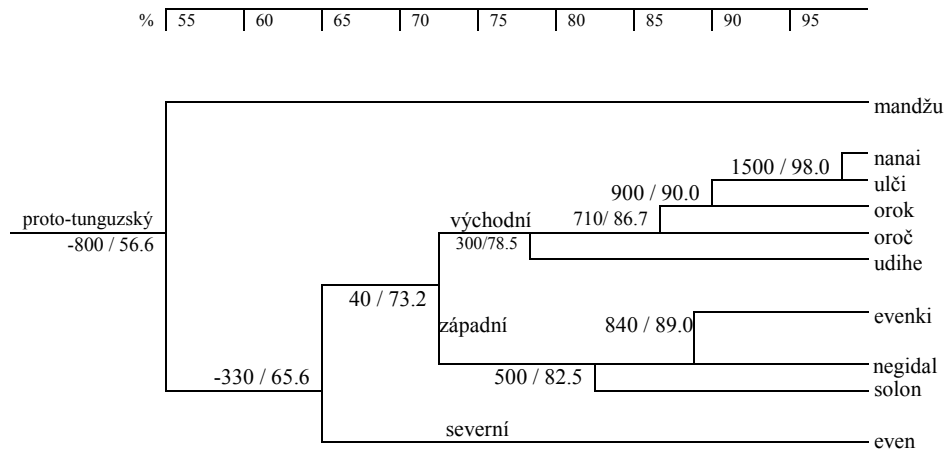 % 55 60 65 70 75 80 85 90 95
mandžu
nanai
1500 / 98.0
ulči
900 / 90.0
orok
proto-tunguzský
východní
710/ 86.7
oroč
-800 / 56.6
300/78.5
udihe
40 / 73.2
evenki
západní
840 / 89.0
negidal
-330 / 65.6
500 / 82.5
solon
severní
even